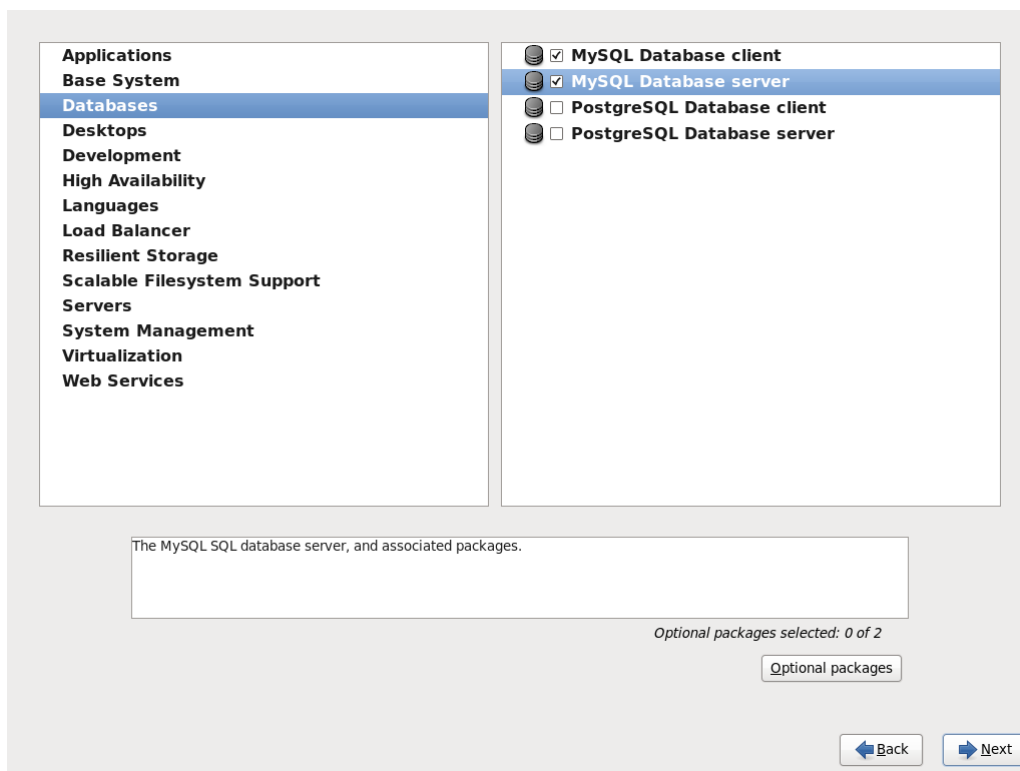 Applications
Base System
Databases
Desktops
Development
High Availability
Languages
Load Balancer
Resilient Storage
Scalable Filesystem Support
Servers
System Management
Virtualization
Web Services
MySQL Database client
MySQL Database server
PostgreSQL Database client
PostgreSQL Database server
The MySQL SQL database server, and associated packages.
Optional packages selected: 0 of 2
Optional packages
Back
Next